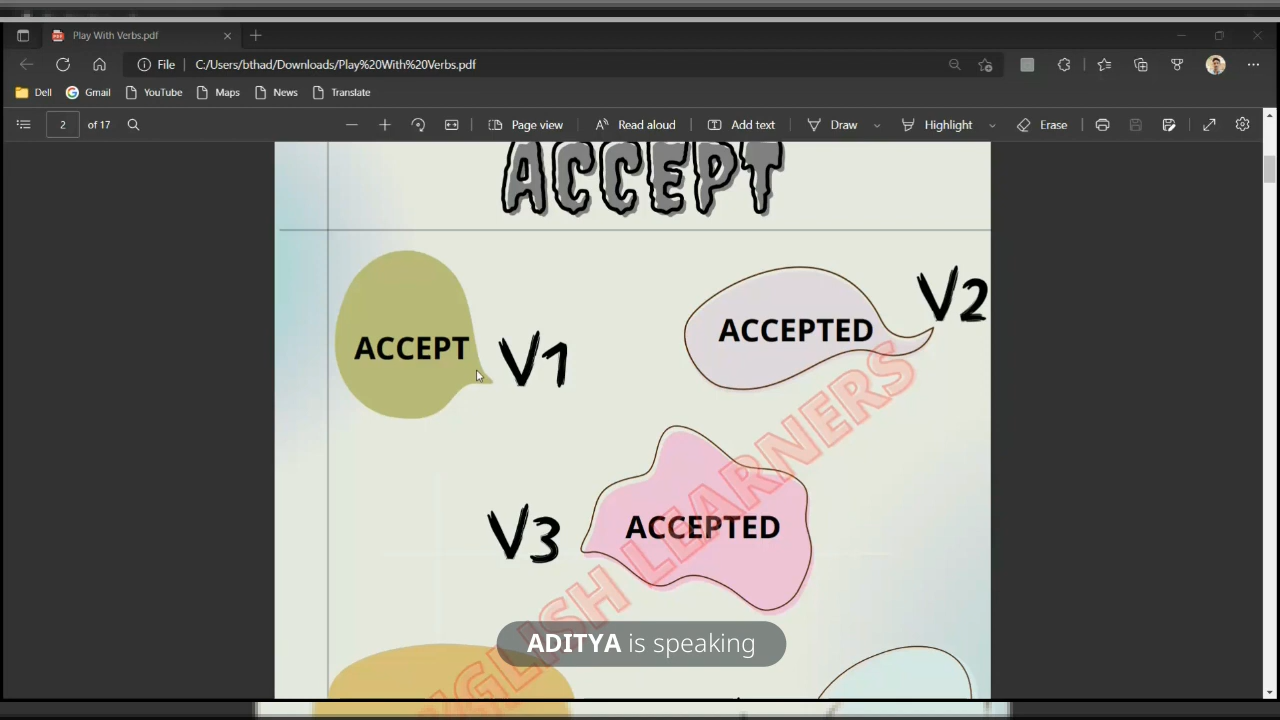 Play With Verbs.pdf
File C:/Users/bthad/Downloads/Play%20With%20Verbs.pdf
Dell Gmail YouTube Maps News Translate
2 of 17 Page view Read aloud Add text Draw Highlight Erase
ACCEPT
ACCEPT V1
ACCEPTED V2
V3 ACCEPTED
ENGLISH LEARNERS
ADITYA is speaking